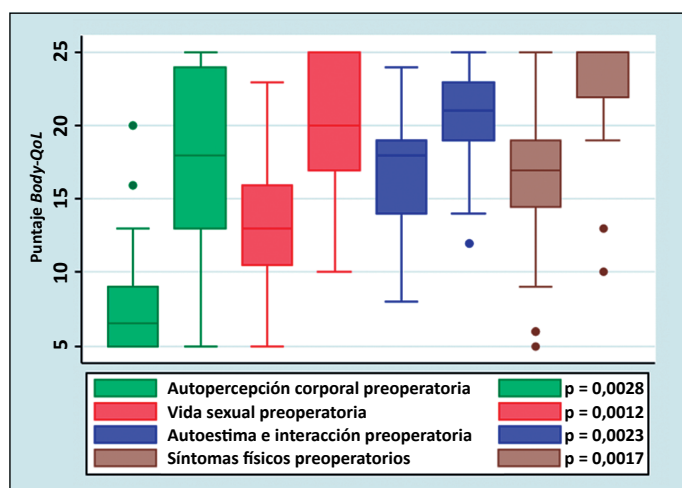 Puntaje Body-QoL
25
20
15
10
5
Autopercepción corporal preoperatoria p = 0,0028
Vida sexual preoperatoria p = 0,0012
Autoestima e interacción preoperatoria p = 0,0023
Síntomas físicos preoperatorios p = 0,0017